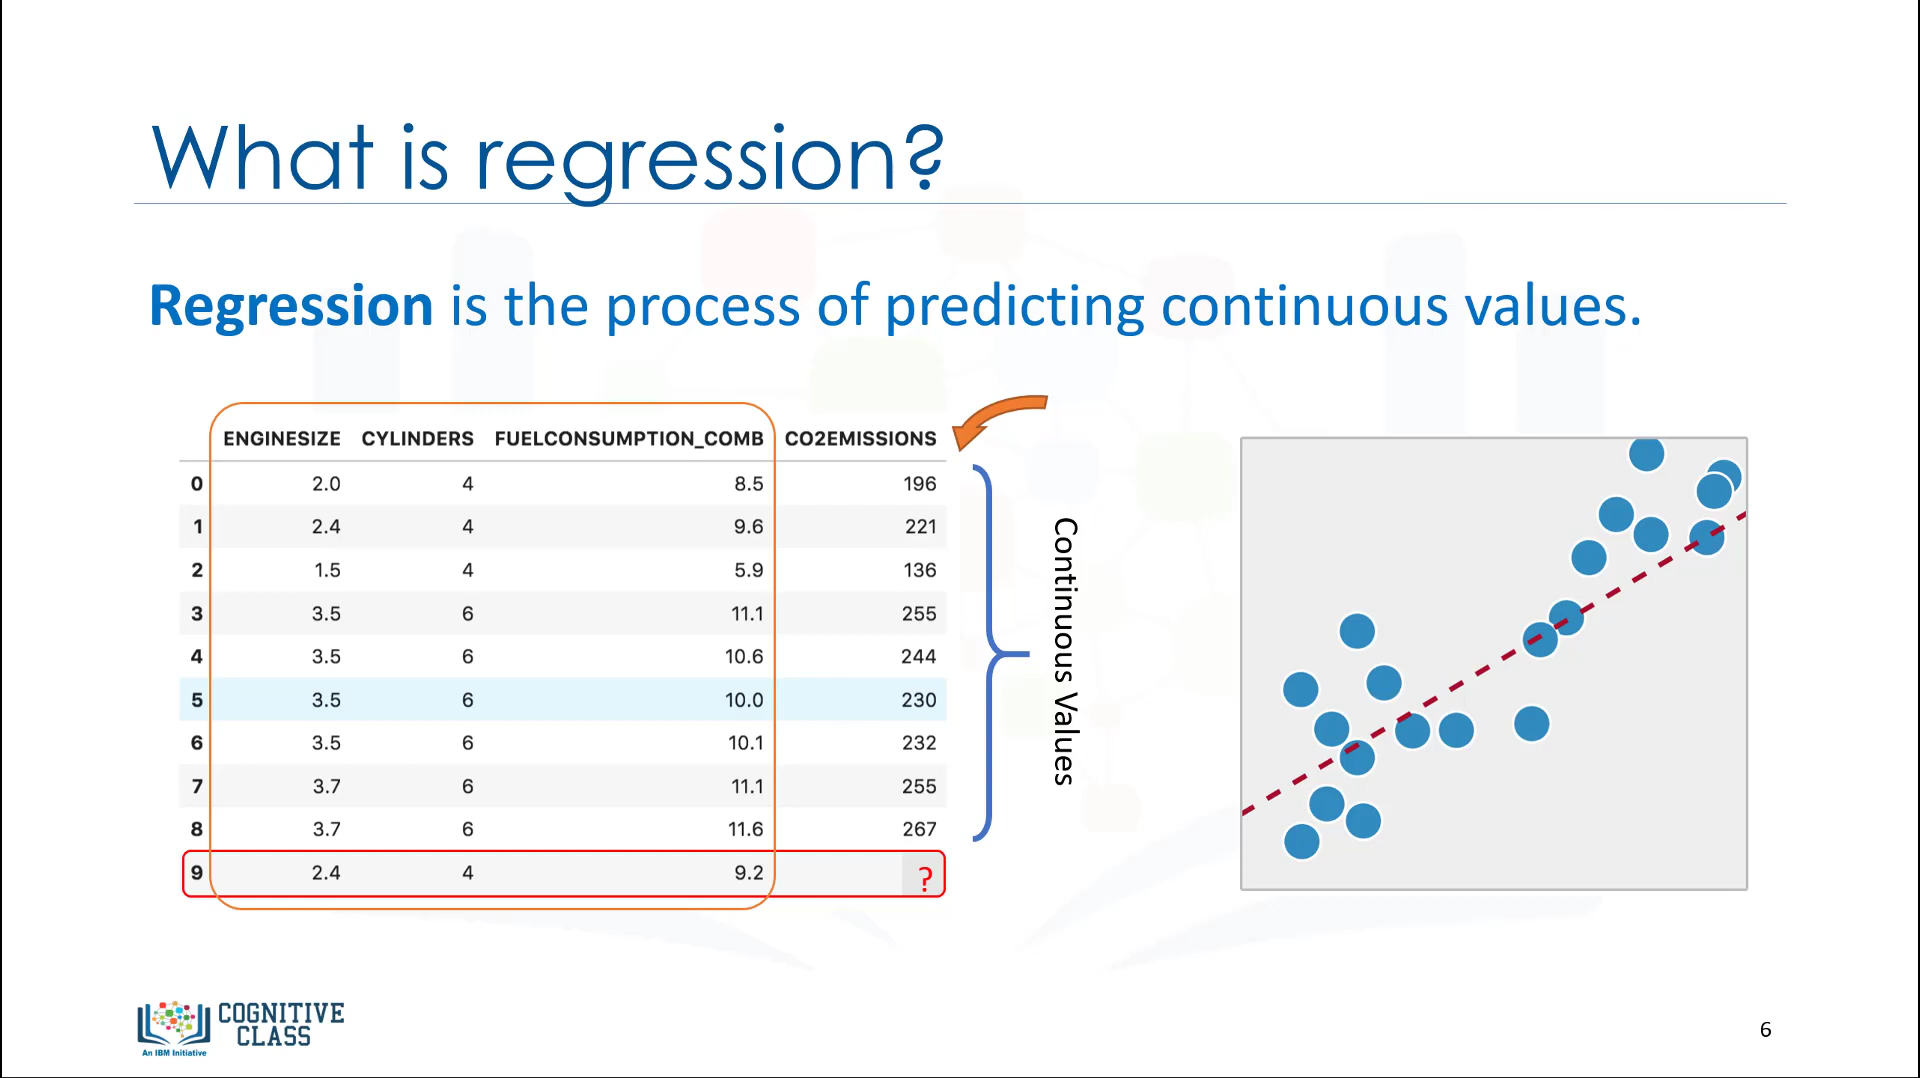 What is regression?
Regression is the process of predicting continuous values.
ENGINESIZE CYLINDERS FUELCONSUMPTION_COMB CO2EMISSIONS
0 2.0 4 8.5 196
1 2.4 4 9.6 221
2 1.5 4 5.9 136
3 3.5 6 11.1 255
4 3.5 6 10.6 244
5 3.5 6 10.0 230
6 3.5 6 10.1 232
7 3.7 6 11.1 255
8 3.7 6 11.6 267
9 2.4 4 9.2 ?
Continuous Values
COGNITIVE
CLASS
An IBM Initiative
6